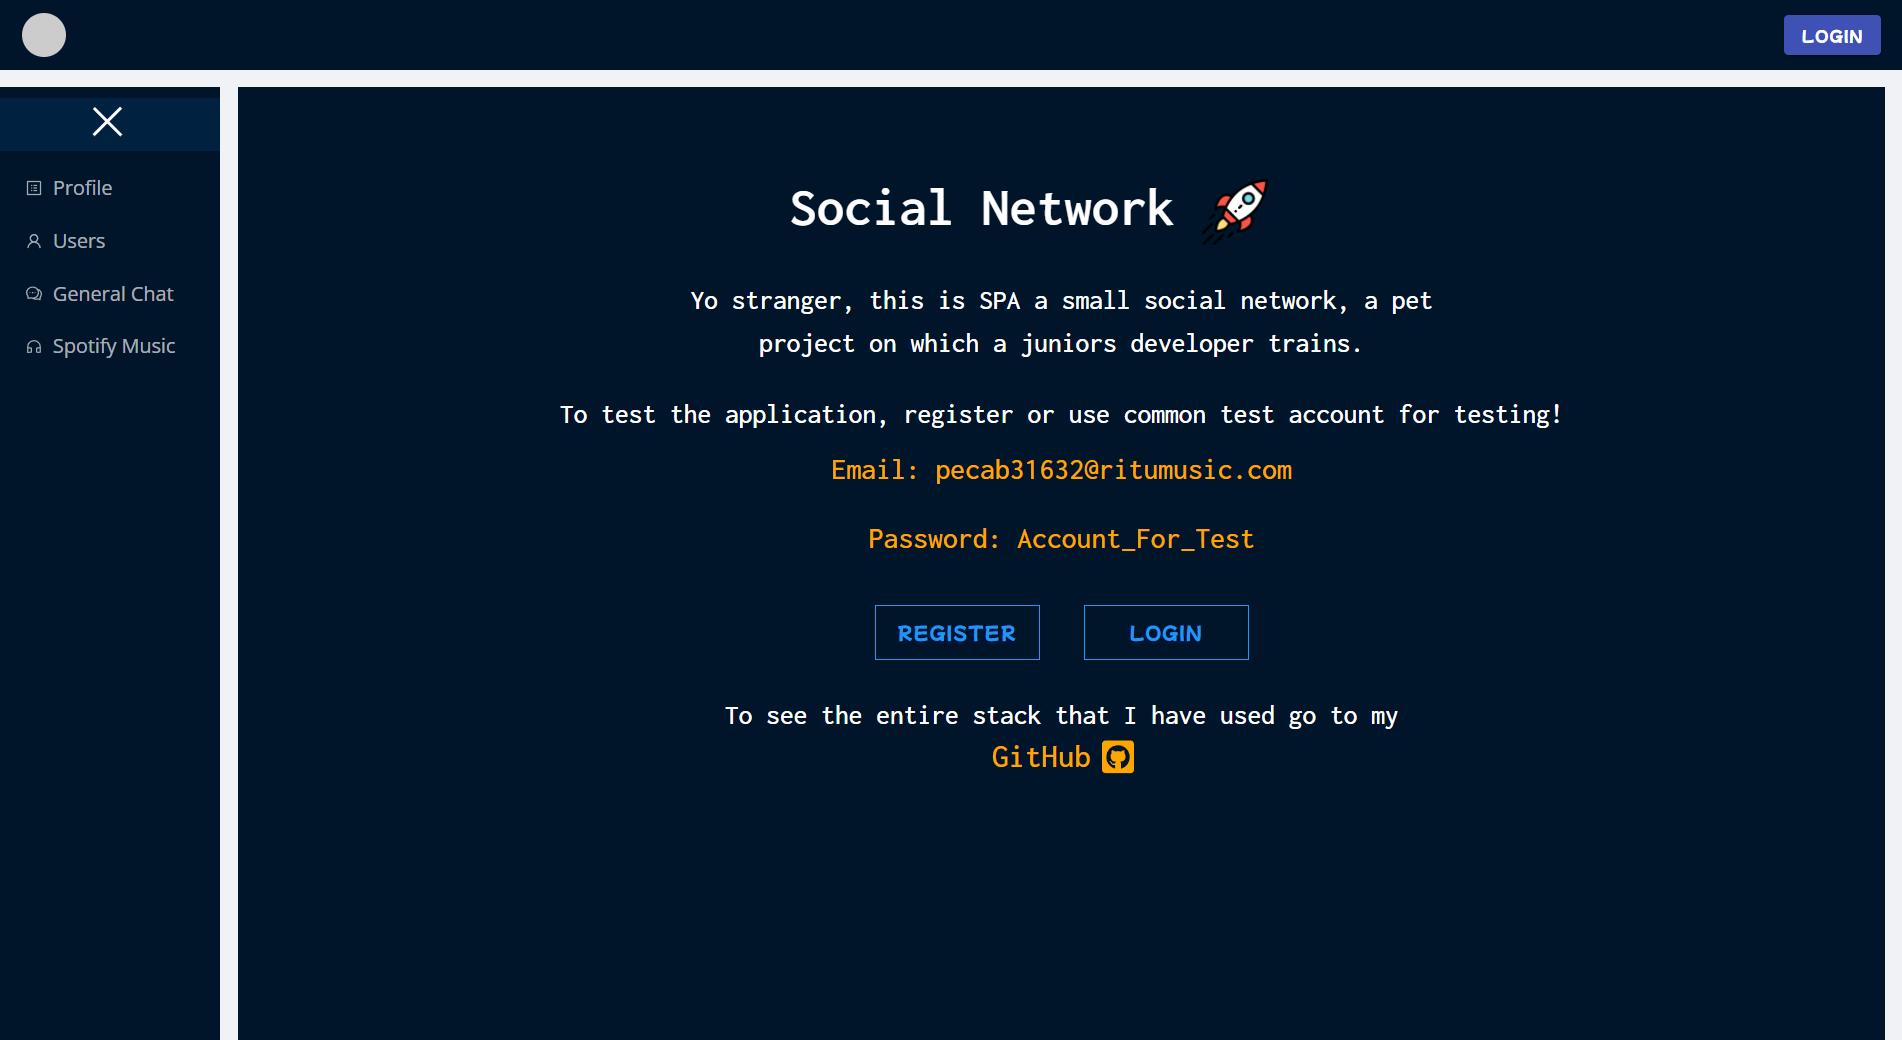 LOGIN
Profile
Users
General Chat
Spotify Music
Social Network
Yo stranger, this is SPA a small social network, a pet
project on which a juniors developer trains.
To test the application, register or use common test account for testing!
Email: pecab31632@ritumusic.com
Password: Account_For_Test
REGISTER
LOGIN
To see the entire stack that I have used go to my
GitHub